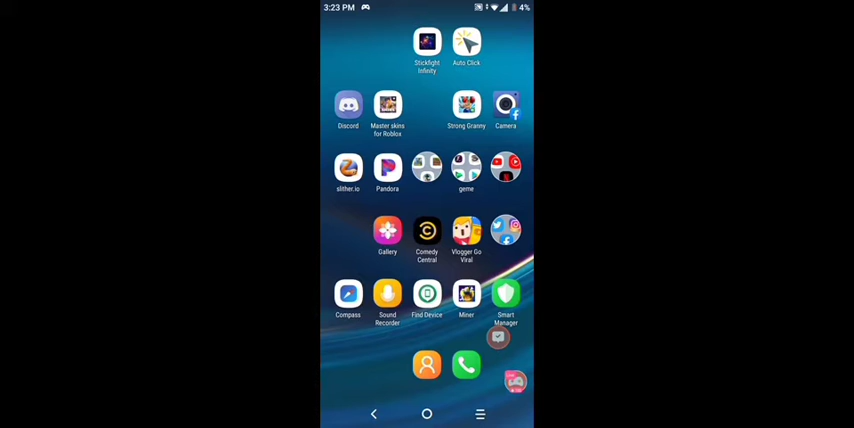 3:23 PM
4%
Stickfight
Infinity
Auto Click
Discord
Master skins
for Roblox
Strong Granny
Camera
slither.io
Pandora
geme
Gallery
Comedy
Central
Vlogger Go
Viral
Compass
Sound
Recorder
Find Device
Miner
Smart
Manager